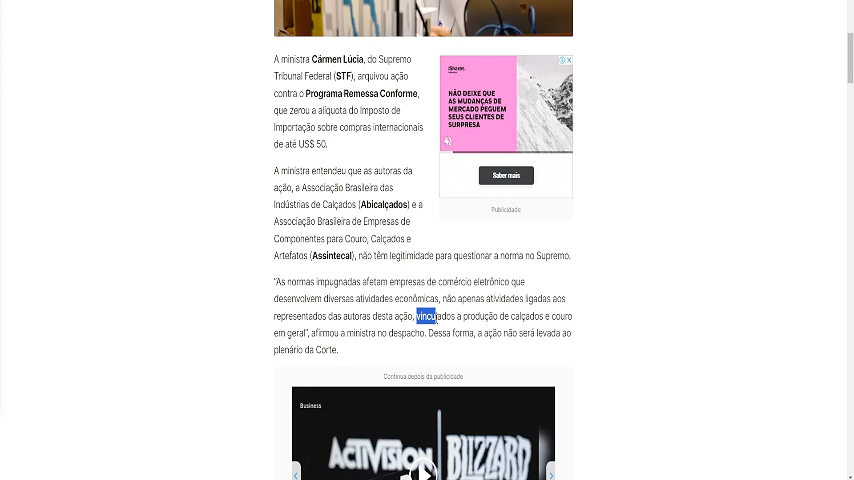 A ministra Cármen Lúcia, do Supremo
Tribunal Federal (STF), arquivou ação
contra o Programa Remessa Conforme,
que zerou a alíquota do Imposto de
Importação sobre compras internacionais
de até US$ 50.
iShares
NÃO DEIXE QUE
AS MUDANÇAS DE
MERCADO PEGUEM
SEUS CLIENTES DE
SURPRESA
Saber mais
Publicidade
A ministra entendeu que as autoras da
ação, a Associação Brasileira das
Indústrias de Calçados (Abicalçados) e a
Associação Brasileira de Empresas de
Componentes para Couro, Calçados e
Artefatos (Assintecal), não têm legitimidade para questionar a norma no Supremo.
“As normas impugnadas afetam empresas de comércio eletrônico que
desenvolvem diversas atividades econômicas, não apenas atividades ligadas aos
representados das autoras desta ação, vinculados a produção de calçados e couro
em geral”, afirmou a ministra no despacho. Dessa forma, a ação não será levada ao
plenário da Corte.
Continua depois da publicidade
Business
ACTIVISION BLIZZARD